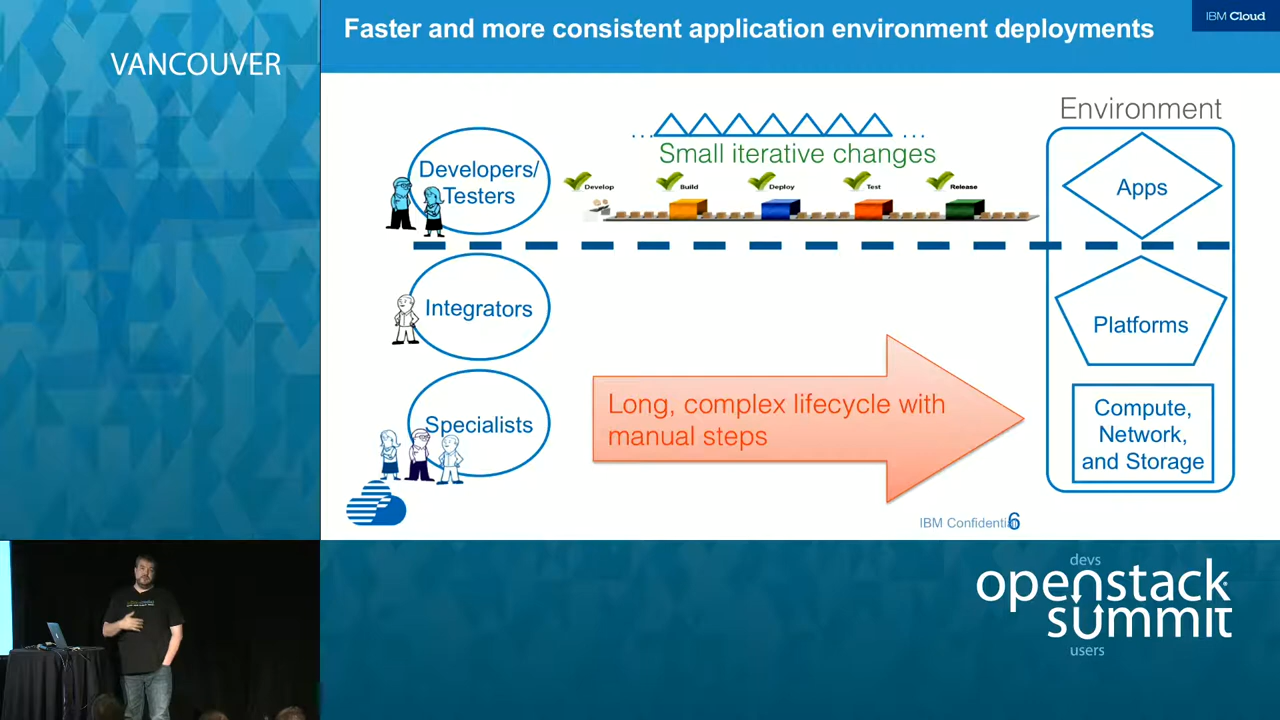 VANCOUVER
Faster and more consistent application environment deployments
IBM Cloud
Environment
Developers/
Testers
... ...
Small iterative changes
Develop
Build
Deploy
Test
Release
Apps
Integrators
Platforms
Specialists
Long, complex lifecycle with
manual steps
Compute,
Network,
and Storage
IBM Confidential
6
devs
openstack
summit
users